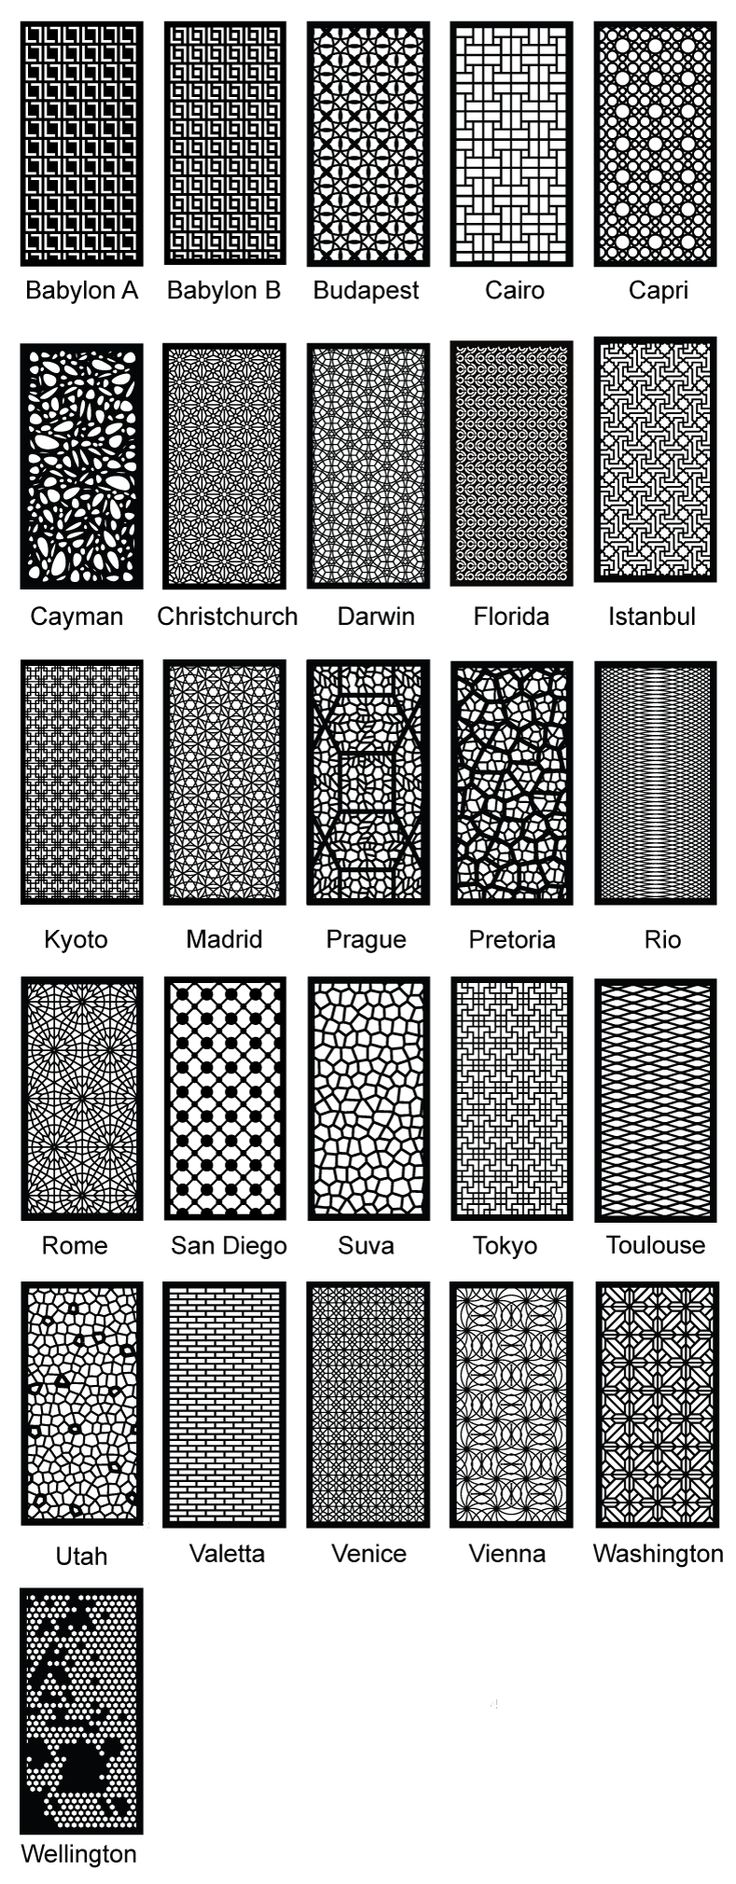 Babylon A Babylon B Budapest Cairo Capri
Cayman Christchurch Darwin Florida Istanbul
Kyoto Madrid Prague Pretoria Rio
Rome San Diego Suva Tokyo Toulouse
Utah Valetta Venice Vienna Washington
Wellington